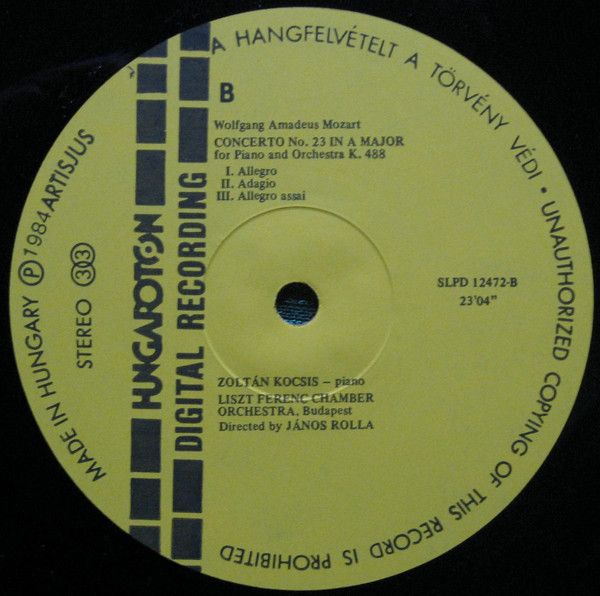 A HANGFELVÉTELT A TÖRVÉNY VÉDI • UNAUTHORIZED COPYING OF THIS RECORD IS PROHIBITED
B
Wolfgang Amadeus Mozart
CONCERTO No. 23 IN A MAJOR
for Piano and Orchestra K. 488
I. Allegro
II. Adagio
III. Allegro assai
SLPD 12472-B
23'04"
ZOLTÁN KOCSIS – piano
LISZT FERENC CHAMBER
ORCHESTRA, Budapest
Directed by JÁNOS ROLLA
HUNGAROTON
DIGITAL RECORDING
STEREO 33
MADE IN HUNGARY Ⓟ 1984 ARTISJUS